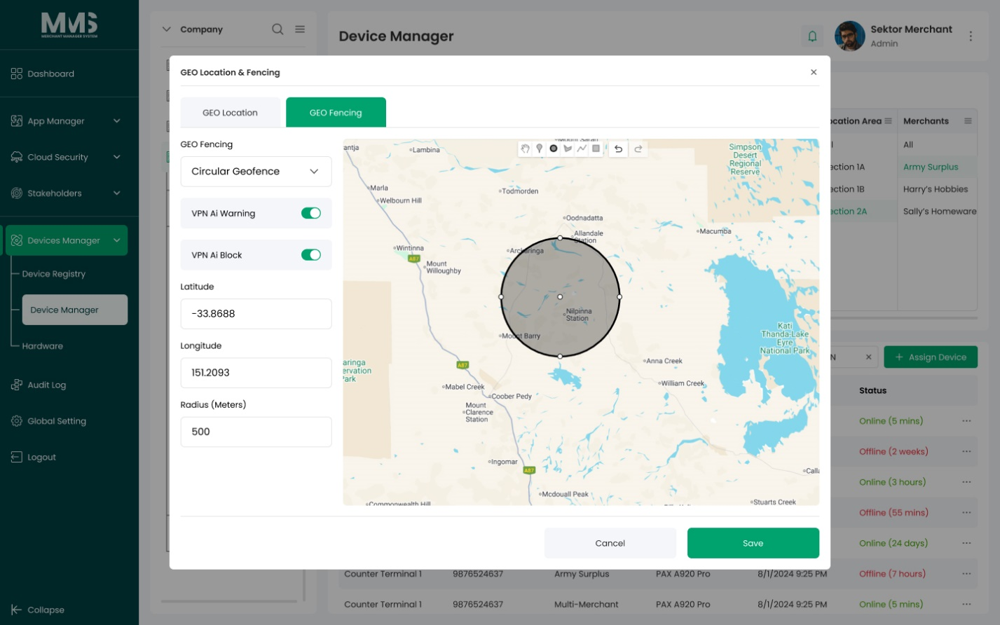 MMS
MERCHANT MANAGER SYSTEM
Dashboard
App Manager
Cloud Security
Stakeholders
Devices Manager
Device Registry
Device Manager
Hardware
Audit Log
Global Setting
Logout
Collapse
Company
Device Manager
Sektor Merchant
Admin
GEO Location & Fencing
GEO Location
GEO Fencing
GEO Fencing
Circular Geofence
VPN Ai Warning
VPN Ai Block
Latitude
-33.8688
Longitude
151.2093
Radius (Meters)
500
antja
Lambina
Mount Sarah
Simpson
Desert
Regional
Reserve
Marla
Welbourn Hill
Todmorden
Oodnadatta
Allandale
Station
Macumba
Wintinna
A87
Mount
Willoughby
Archaringa
Nilpinna
Station
Mount Barry
Kati
Thanda-Lake
Eyre
National Park
aringa
ervation
Park
A87
Anna Creek
William Creek
Mabel Creek
Coober Pedy
Mount
Clarence
Station
Ingomar
A87
Calla
Mcdouall Peak
Commonwealth Hill
Stuarts Creek
Cancel
Save
ocation Area
Merchants
ll
All
ection 1A
Army Surplus
ection 1B
Harry's Hobbies
ection 2A
Sally's Homeware
N
Assign Device
Status
Online (5 mins)
Offline (2 weeks)
Online (3 hours)
Offline (55 mins)
Online (24 days)
Counter Terminal 1 9876524637 Army Surplus PAX A920 Pro 8/1/2024 9:25 PM Offline (7 hours)
Counter Terminal 1 9876524637 Multi-Merchant PAX A920 Pro 8/1/2024 9:25 PM Online (5 mins)